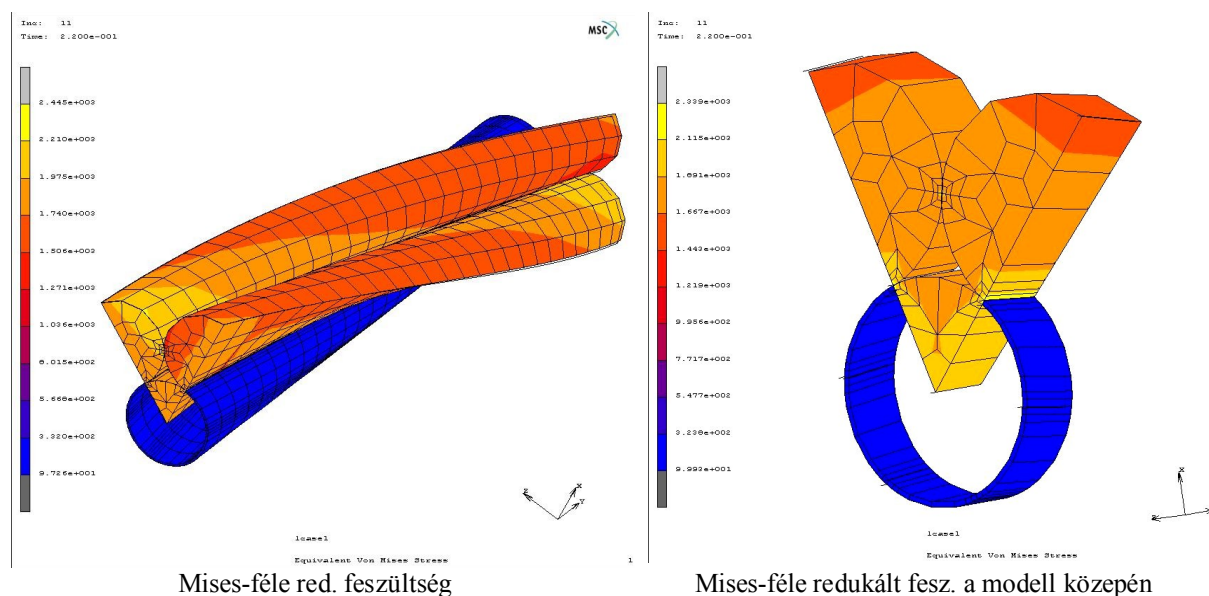 Inc: 11
Time: 2.200e-001
MSC
2.445e+003
2.210e+003
1.975e+003
1.740e+003
1.506e+003
1.271e+003
1.036e+003
8.015e+002
5.668e+002
3.320e+002
9.726e+001
Z
X
Y
lcase1
Equivalent Von Mises Stress
1
Mises-féle red. feszültség
Inc: 11
Time: 2.200e-001
2.339e+003
2.115e+003
1.891e+003
1.667e+003
1.443e+003
1.219e+003
9.956e+002
7.717e+002
5.477e+002
3.238e+002
9.993e+001
X
Z
lcase1
Equivalent Von Mises Stress
Mises-féle redukált fesz. a modell közepén